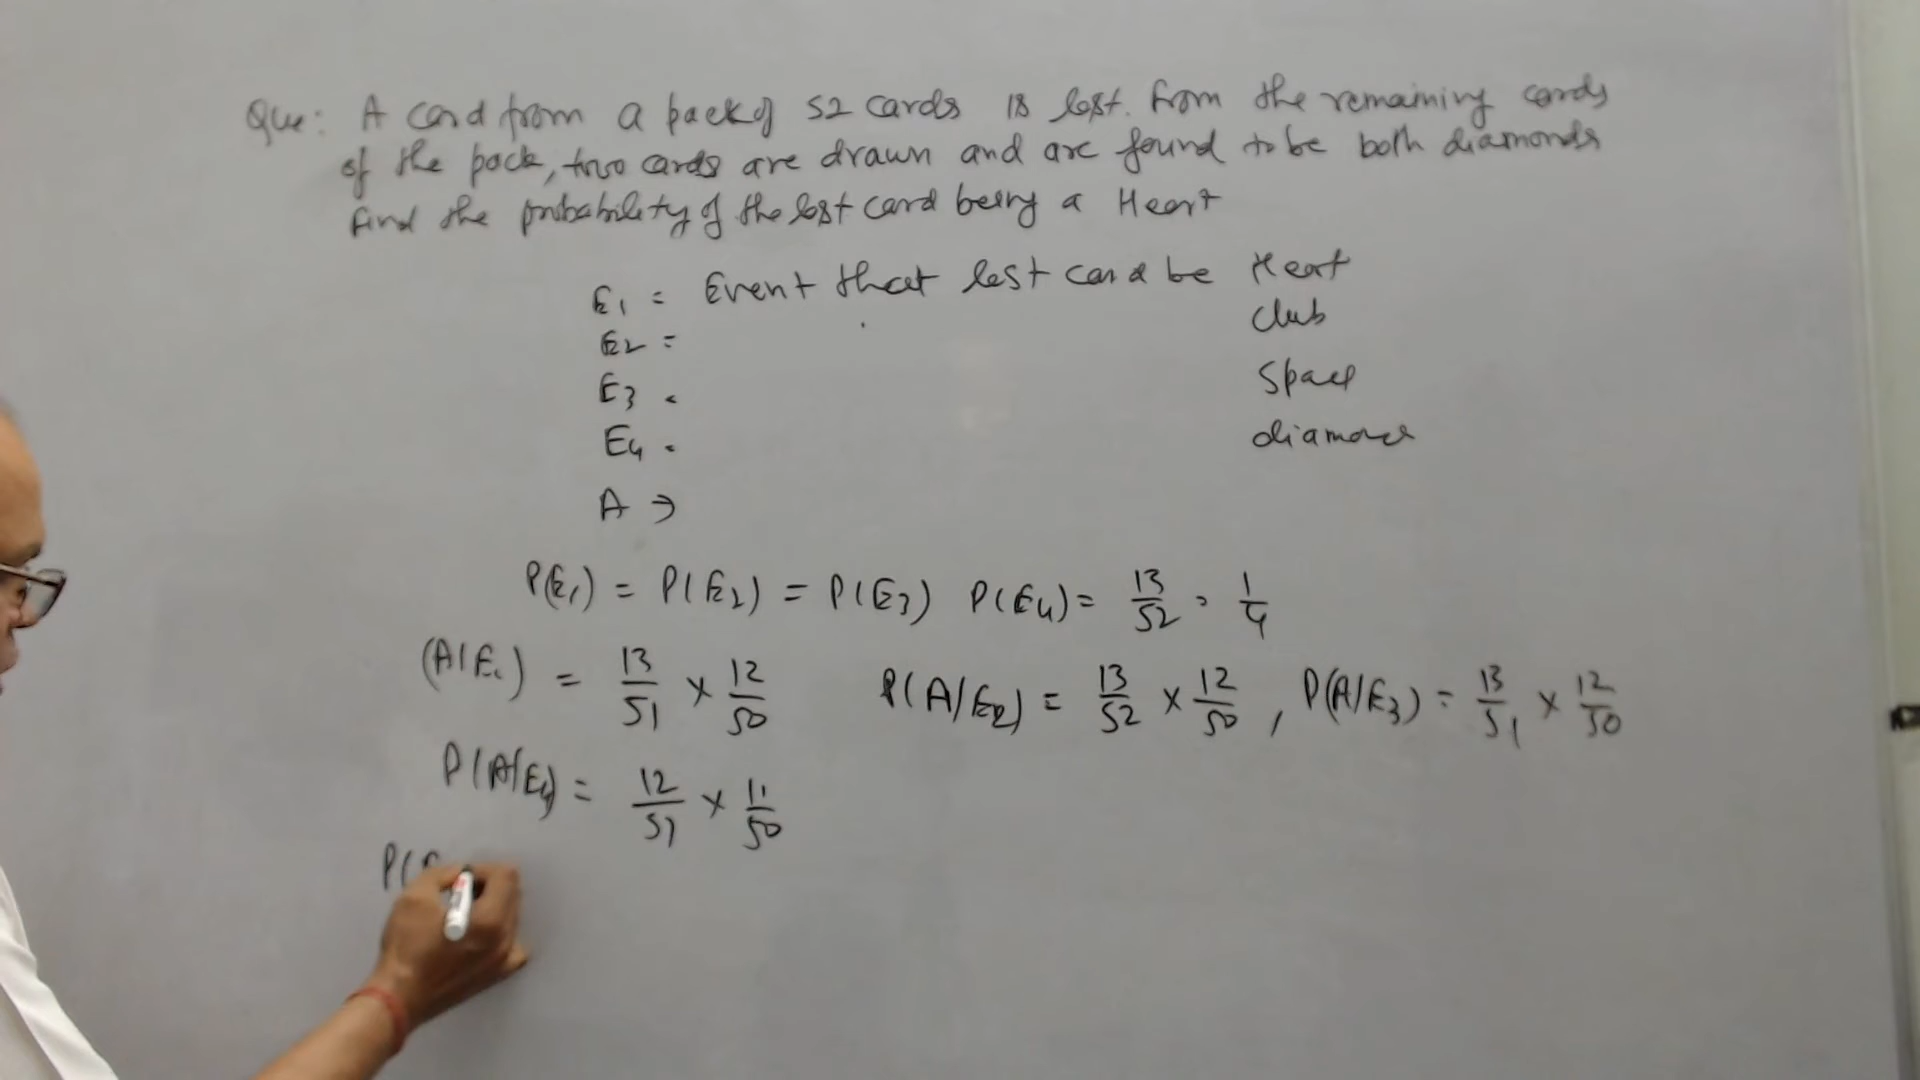 Que: A card from a pack of 52 cards is lost. From the remaining cards
of the pack, two cards are drawn and are found to be both diamonds
Find the probability of the lost card being a Heart
E1 = Event that lost card be Heart
E2 = Club
E3 = Space
E4 = diamond
A →
P(E1) = P(E2) = P(E3) P(E4) = 13/52 = 1/4
(A/E1) = 13/51 × 12/50 P(A/E2) = 13/52 × 12/50 , P(A/E3) = 13/51 × 12/50
P(A/E4) = 12/51 × 11/50
P(